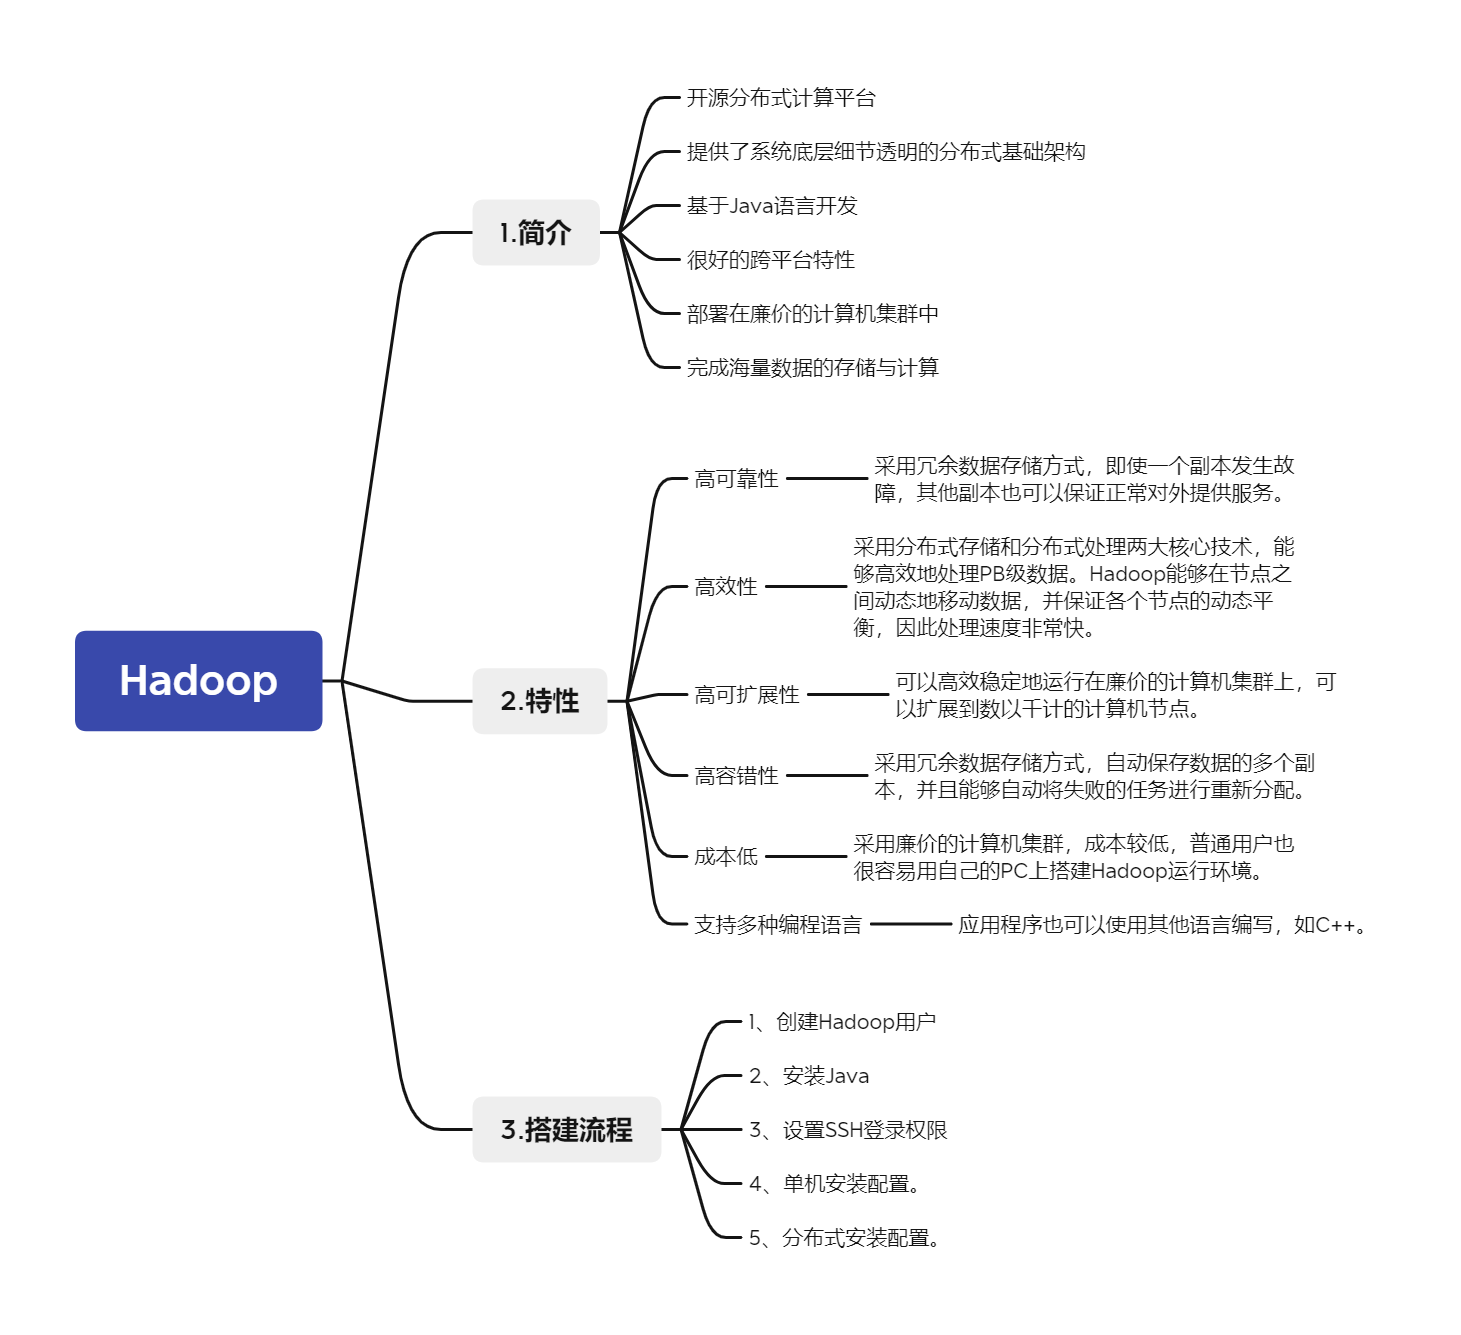 Hadoop
1.简介
开源分布式计算平台
提供了系统底层细节透明的分布式基础架构
基于Java语言开发
很好的跨平台特性
部署在廉价的计算机集群中
完成海量数据的存储与计算
2.特性
高可靠性
采用冗余数据存储方式，即使一个副本发生故
障，其他副本也可以保证正常对外提供服务。
高效性
采用分布式存储和分布式处理两大核心技术，能
够高效地处理PB级数据。Hadoop能够在节点之
间动态地移动数据，并保证各个节点的动态平
衡，因此处理速度非常快。
高可扩展性
可以高效稳定地运行在廉价的计算机集群上，可
以扩展到数以千计的计算机节点。
高容错性
采用冗余数据存储方式，自动保存数据的多个副
本，并且能够自动将失败的任务进行重新分配。
成本低
采用廉价的计算机集群，成本较低，普通用户也
很容易用自己的PC上搭建Hadoop运行环境。
支持多种编程语言
应用程序也可以使用其他语言编写，如C++。
3.搭建流程
1、创建Hadoop用户
2、安装Java
3、设置SSH登录权限
4、单机安装配置。
5、分布式安装配置。